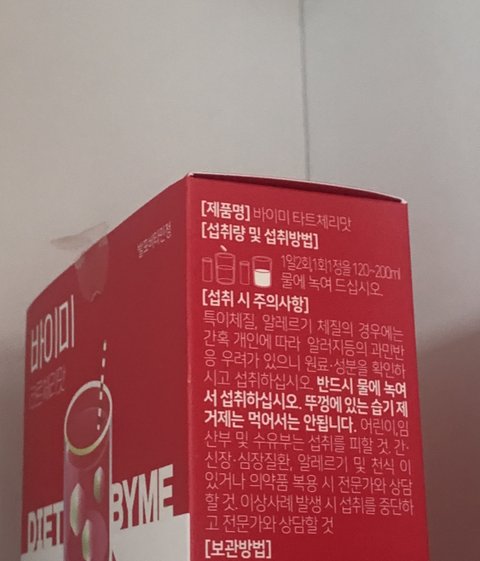 발포비타민정
바이미
타트체리맛
DIET BYME
[제품명] 바이미 타트체리맛
[섭취량 및 섭취방법]
1일2회,1회1정을 120~200ml
물에 녹여 드십시오.
[섭취 시 주의사항]
특이체질, 알레르기 체질의 경우에는
간혹 개인에 따라 알러지등의 과민반
응 우려가 있으니 원료·성분을 확인하
시고 섭취하십시오. 반드시 물에 녹여
서 섭취하십시오. 뚜껑에 있는 습기 제
거제는 먹어서는 안됩니다. 어린이,임
산부 및 수유부는 섭취를 피할 것. 간·
신장·심장질환, 알레르기 및 천식 이
있거나 의약품 복용 시 전문가와 상담
할 것. 이상사례 발생 시 섭취를 중단하
고 전문가와 상담할 것
[보관방법]